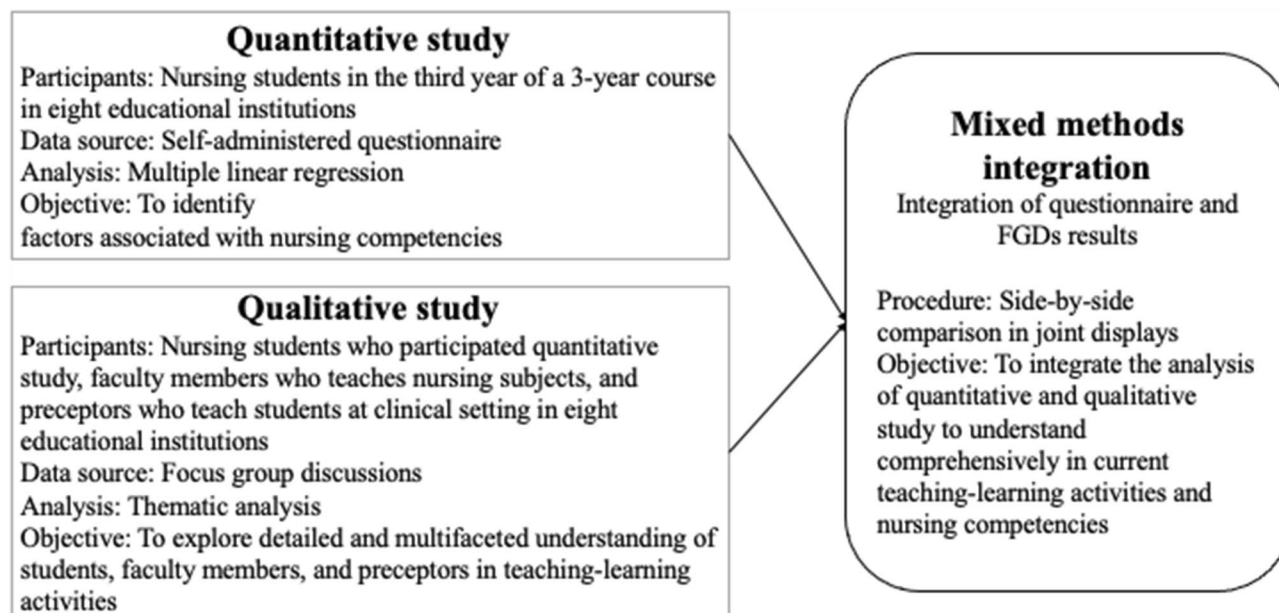 Quantitative study
Participants: Nursing students in the third year of a 3-year course
in eight educational institutions
Data source: Self-administered questionnaire
Analysis: Multiple linear regression
Objective: To identify
factors associated with nursing competencies
Qualitative study
Participants: Nursing students who participated quantitative
study, faculty members who teaches nursing subjects, and
preceptors who teach students at clinical setting in eight
educational institutions
Data source: Focus group discussions
Analysis: Thematic analysis
Objective: To explore detailed and multifaceted understanding of
students, faculty members, and preceptors in teaching-learning
activities
Mixed methods
integration
Integration of questionnaire and
FGDs results
Procedure: Side-by-side
comparison in joint displays
Objective: To integrate the analysis
of quantitative and qualitative
study to understand
comprehensively in current
teaching-learning activities and
nursing competencies